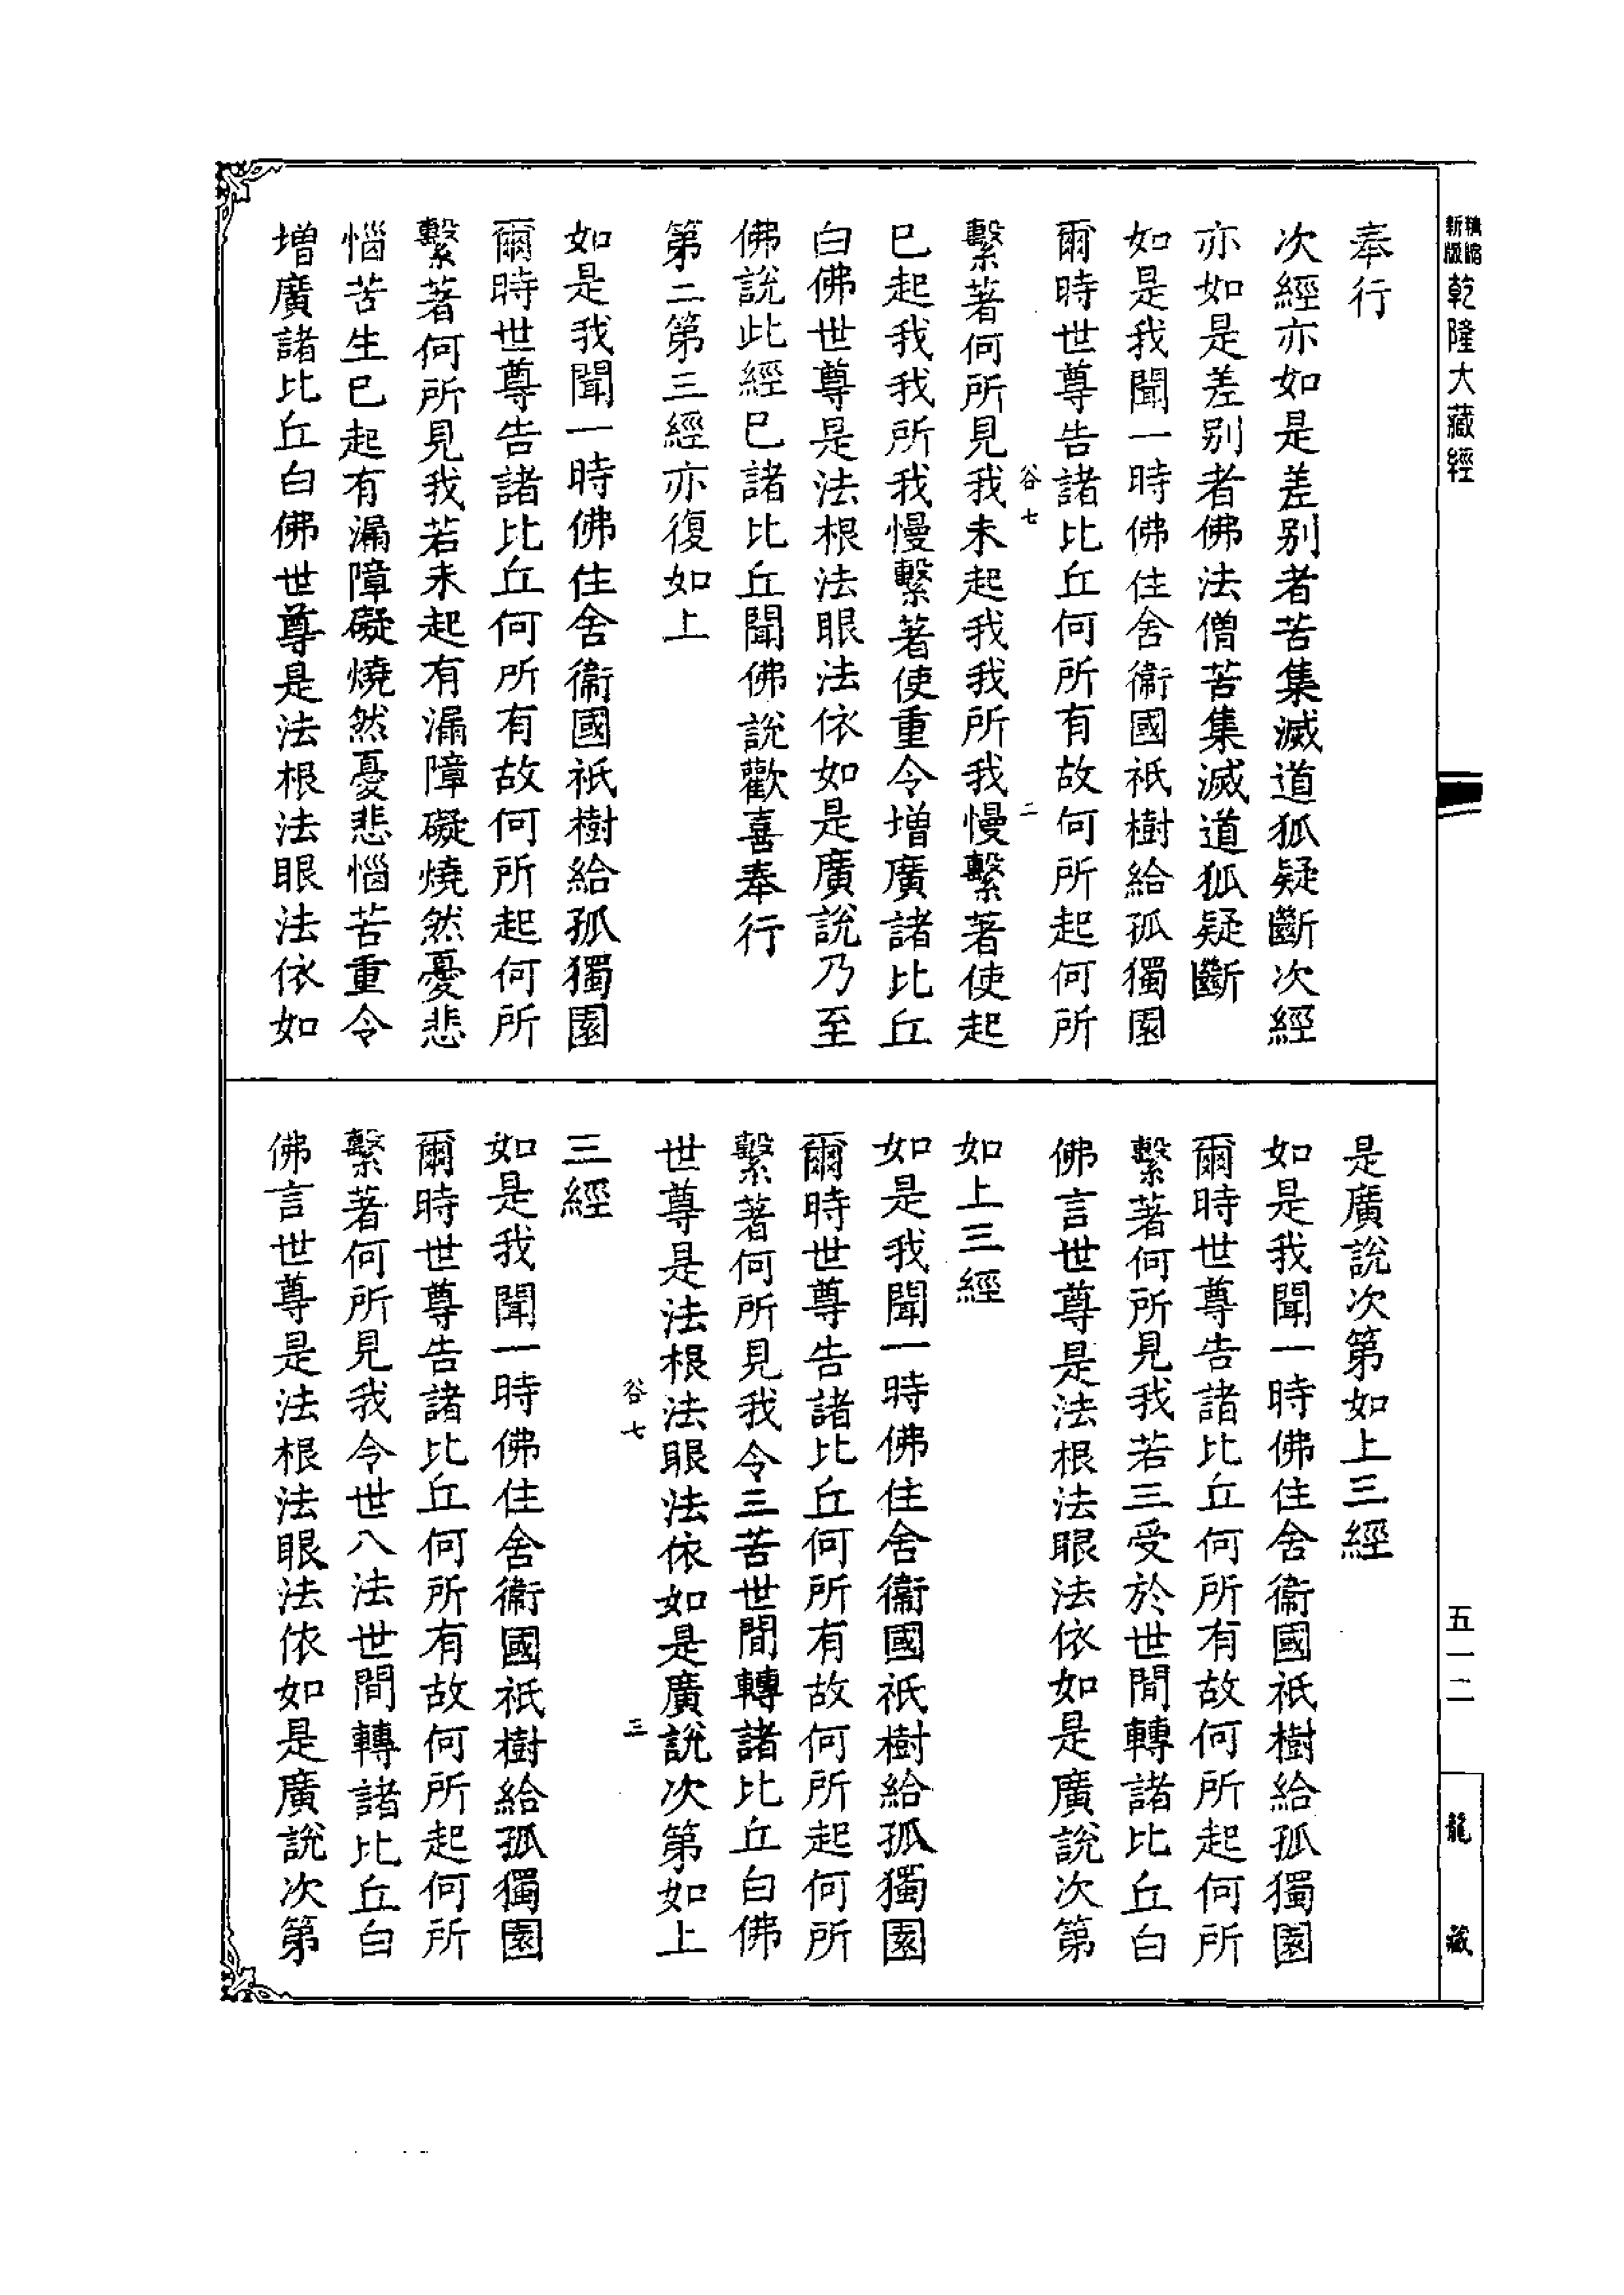 精縮新版 乾隆大藏經
五一二
龍藏
奉行
次經亦如是差別者苦集滅道狐疑斷次經
亦如是差別者佛法僧苦集滅道狐疑斷
如是我聞一時佛住舍衞國祇樹給孤獨園
爾時世尊告諸比丘何所有故何所起何所
谷七 二
繫著何所見我未起我我所我慢繫著使起
已起我我所我慢繫著使重令增廣諸比丘
白佛世尊是法根法眼法依如是廣說乃至
佛說此經已諸比丘聞佛說歡喜奉行
第二第三經亦復如上
如是我聞一時佛住舍衞國祇樹給孤獨園
爾時世尊告諸比丘何所有故何所起何所
繫著何所見我若未起有漏障礙燒然憂悲
惱苦生已起有漏障礙燒然憂悲惱苦重令
增廣諸比丘白佛世尊是法根法眼法依如
是廣說次第如上三經
如是我聞一時佛住舍衞國祇樹給孤獨園
爾時世尊告諸比丘何所有故何所起何所
繫著何所見我若三受於世間轉諸比丘白
佛言世尊是法根法眼法依如是廣說次第
如上三經
如是我聞一時佛住舍衞國祇樹給孤獨園
爾時世尊告諸比丘何所有故何所起何所
繫著何所見我令三苦世間轉諸比丘白佛
世尊是法根法眼法依如是廣說次第如上
谷七 三
三經
如是我聞一時佛住舍衞國祇樹給孤獨園
爾時世尊告諸比丘何所有故何所起何所
繫著何所見我令世八法世間轉諸比丘白
佛言世尊是法根法眼法依如是廣說次第